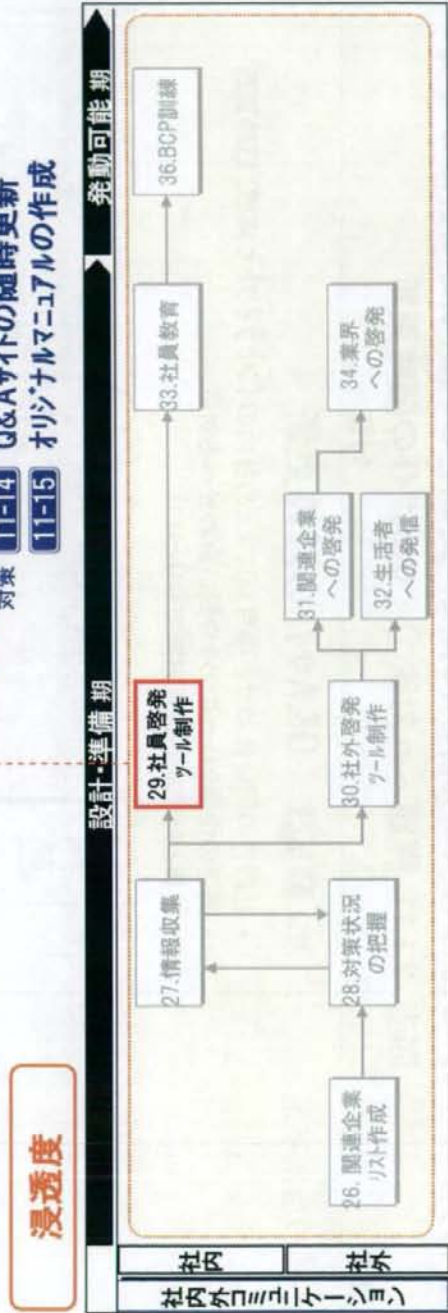 対策 11-14 Q&Aサイトの随時更新
11-15 オリジナルマニュアルの作成
浸透度
設計・準備 期
発動可能 期
社内外コミュニケーション
社内
社外
27.情報収集
29.社員啓発
ツール制作
33.社員教育
36.BCP訓練
26. 関連企業
リスト作成
28.対策状況
の把握
30.社外啓発
ツール制作
31.関連企業
への啓発
32.生活者
への発信
34.業界
への啓発